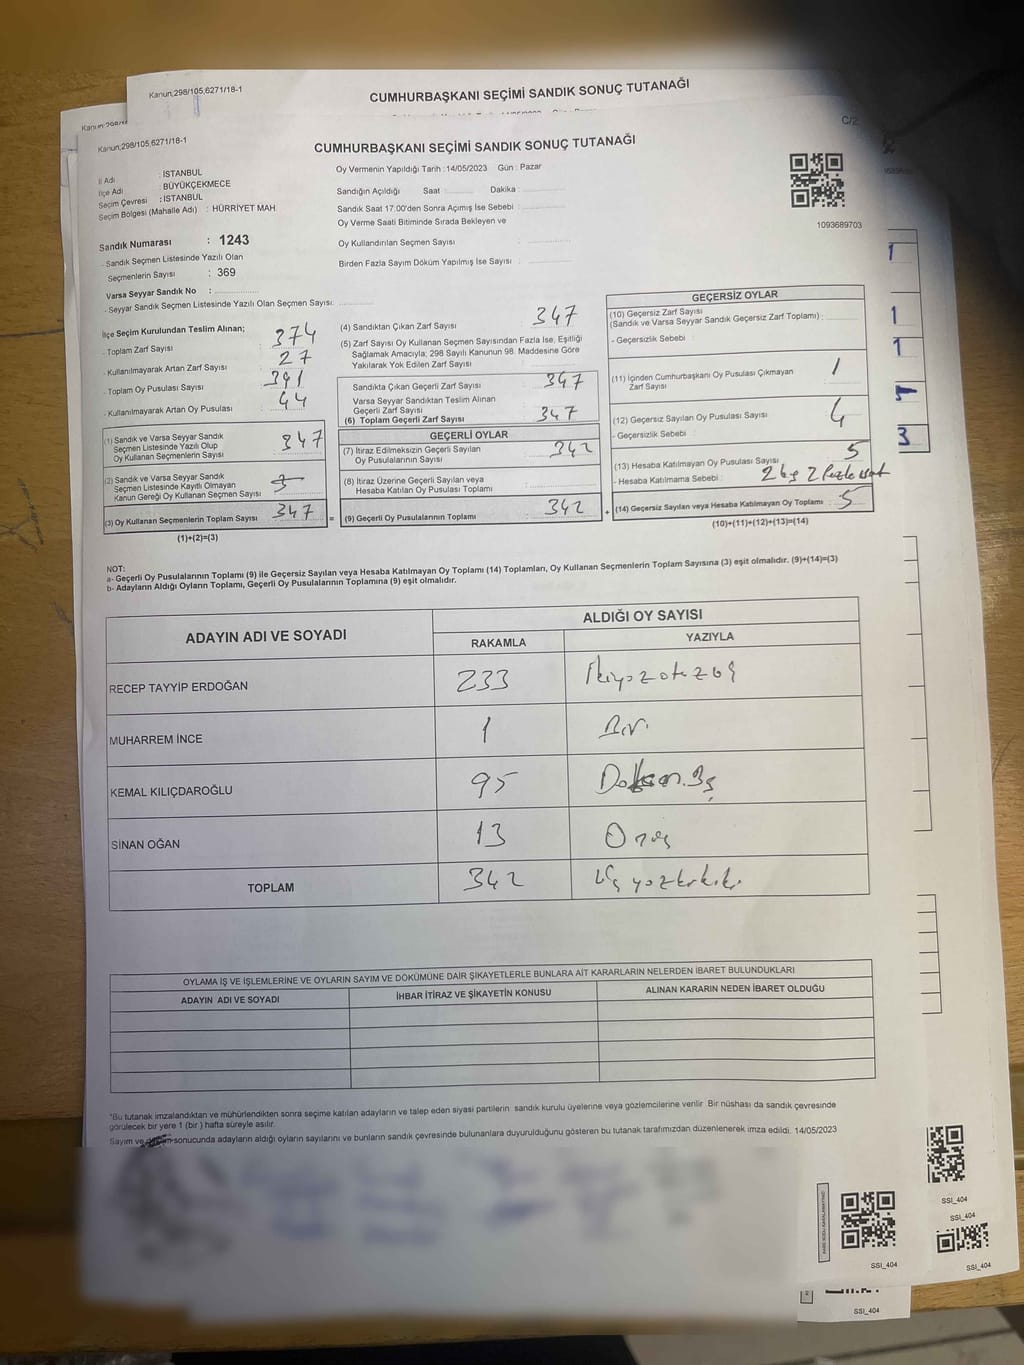 Kanun;298/105,6271/18-1
CUMHURBAŞKANI SEÇİMİ SANDIK SONUÇ TUTANAĞI
C/2
Kanun;298/105,6271/18-1
CUMHURBAŞKANI SEÇİMİ SANDIK SONUÇ TUTANAĞI
İl Adı : İSTANBUL
İlçe Adı : BÜYÜKÇEKMECE
Seçim Çevresi : İSTANBUL
Seçim Bölgesi (Mahalle Adı) : HÜRRİYET MAH.
Sandık Numarası : 1243
- Sandık Seçmen Listesinde Yazılı Olan
Seçmenlerin Sayısı : 369
Varsa Seyyar Sandık No :
- Seyyar Sandık Seçmen Listesinde Yazılı Olan Seçmen Sayısı:
Oy Vermenin Yapıldığı Tarih : 14/05/2023 Gün : Pazar
Sandığın Açıldığı Saat : Dakika :
Sandık Saat 17.00'den Sonra Açımış İse Sebebi :
Oy Verme Saati Bitiminde Sırada Bekleyen ve
Oy Kullandırılan Seçmen Sayısı :
Birden Fazla Sayım Döküm Yapılmış İse Sayısı :
1093689703
İlçe Seçim Kurulundan Teslim Alınan;
- Toplam Zarf Sayısı : 374
- Kullanılmayarak Artan Zarf Sayısı : 27
- Toplam Oy Pusulası Sayısı : 391
- Kullanılmayarak Artan Oy Pusulası : 44
(1) Sandık ve Varsa Seyyar Sandık
Seçmen Listesinde Yazılı Olup
Oy Kullanan Seçmenlerin Sayısı : 347
(2) Sandık ve Varsa Seyyar Sandık
Seçmen Listesinde Kayıtlı Olmayan
Kanun Gereği Oy Kullanan Seçmen Sayısı :
(3) Oy Kullanan Seçmenlerin Toplam Sayısı : 347 =
(1)+(2)=(3)
(4) Sandıktan Çıkan Zarf Sayısı : 347
(5) Zarf Sayısı Oy Kullanan Seçmen Sayısından Fazla İse, Eşitliği
Sağlamak Amacıyla; 298 Sayılı Kanunun 98. Maddesine Göre
Yakılarak Yok Edilen Zarf Sayısı :
Sandıkta Çıkan Geçerli Zarf Sayısı : 347
Varsa Seyyar Sandıktan Teslim Alınan
Geçerli Zarf Sayısı
(6) Toplam Geçerli Zarf Sayısı : 347
GEÇERLİ OYLAR
(7) İtiraz Edilmeksizin Geçerli Sayılan
Oy Pusulalarının Sayısı : 342
(8) İtiraz Üzerine Geçerli Sayılan veya
Hesaba Katılan Oy Pusulası Toplamı :
(9) Geçerli Oy Pusulalarının Toplamı : 342 +
GEÇERSİZ OYLAR
(10) Geçersiz Zarf Sayısı
(Sandık ve Varsa Seyyar Sandık Geçersiz Zarf Toplamı) :
- Geçersizlik Sebebi :
(11) İçinden Cumhurbaşkanı Oy Pusulası Çıkmayan
Zarf Sayısı : 1
(12) Geçersiz Sayılan Oy Pusulası Sayısı : 4
- Geçersizlik Sebebi :
(13) Hesaba Katılmayan Oy Pusulası Sayısı : 5
- Hesaba Katılmama Sebebi : 2 boş 2
(14) Geçersiz Sayılan veya Hesaba Katılmayan Oy Toplamı : 5
(10)+(11)+(12)+(13)=(14)
1
1
1
5
3
NOT:
a- Geçerli Oy Pusulalarının Toplamı (9) ile Geçersiz Sayılan veya Hesaba Katılmayan Oy Toplamı (14) Toplamları, Oy Kullanan Seçmenlerin Toplam Sayısına (3) eşit olmalıdır. (9)+(14)=(3)
b- Adayların Aldığı Oyların Toplamı, Geçerli Oy Pusulalarının Toplamına (9) eşit olmalıdır.
ADAYIN ADI VE SOYADI
ALDIĞI OY SAYISI
RAKAMLA YAZIYLA
RECEP TAYYİP ERDOĞAN 233 İkiyüzotuzüç
MUHARREM İNCE 1 Bir
KEMAL KILIÇDAROĞLU 95 Doksan Beş
SİNAN OĞAN 13 Onüç
TOPLAM 342 Üç yüzkırkiki
OYLAMA İŞ VE İŞLEMLERİNE VE OYLARIN SAYIM VE DÖKÜMÜNE DAİR ŞİKAYETLERLE BUNLARA AİT KARARLARIN NELERDEN İBARET BULUNDUKLARI
ADAYIN ADI VE SOYADI İHBAR İTİRAZ VE ŞİKAYETİN KONUSU ALINAN KARARIN NEDEN İBARET OLDUĞU
*Bu tutanak imzalandıktan ve mühürlendikten sonra seçime katılan adayların ve talep eden siyasi partilerin sandık kurulu üyelerine veya gözlemcilerine verilir. Bir nüshası da sandık çevresinde
görülecek bir yere 1 (bir ) hafta süreyle asılır.
Sayım ve sonucunda adayların aldığı oyların sayılarını ve bunların sandık çevresinde bulunanlara duyurulduğunu gösteren bu tutanak tarafımızdan düzenlenerek imza edildi. 14/05/2023
SSI_404
SSI_404
SSI_404
SSI_404
SSI_404